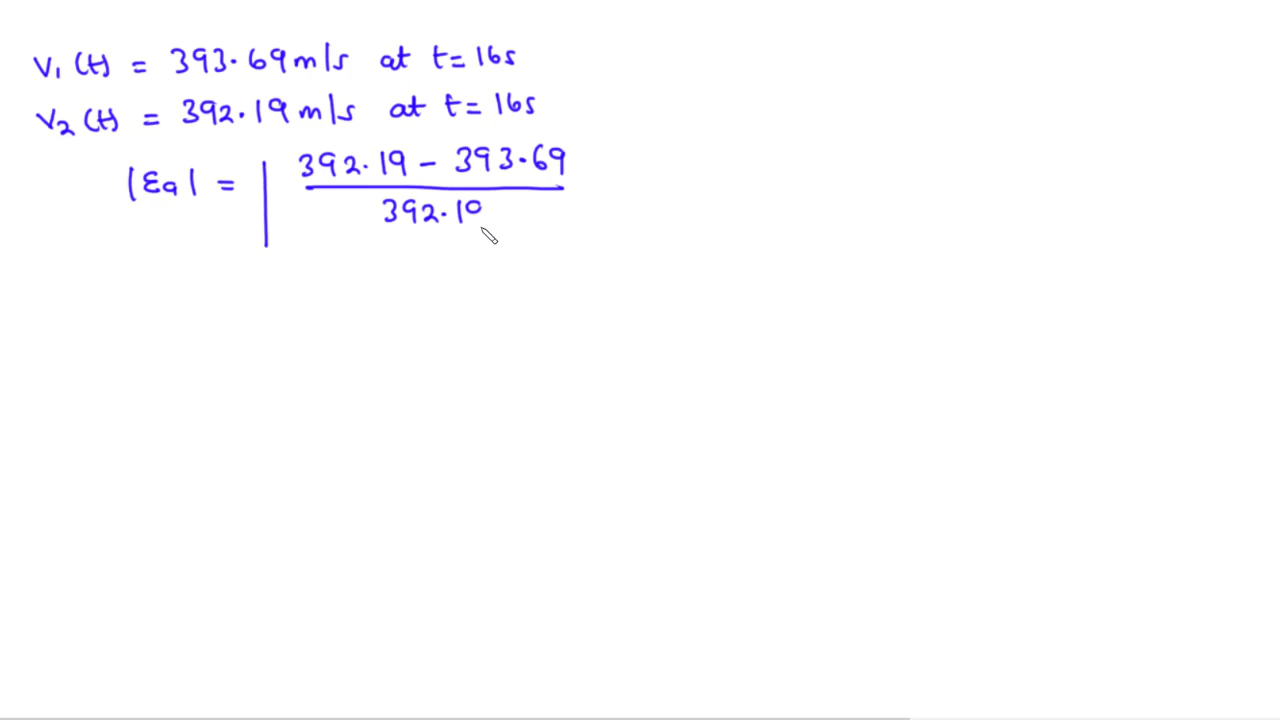 V₁(t) = 393.69 m/s at t = 16s
V₂(t) = 392.19 m/s at t = 16s
|εa| = | 392.19 - 393.69
392.10